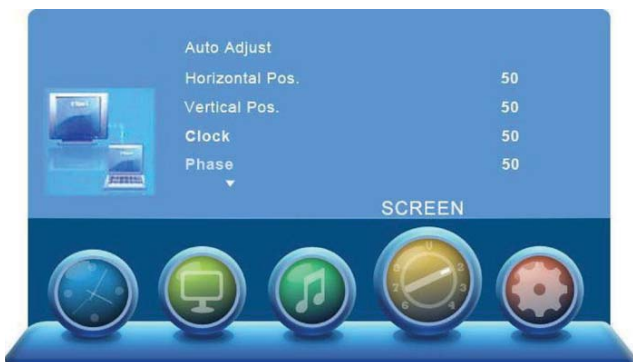 Auto Adjust
Horizontal Pos. 50
Vertical Pos. 50
Clock 50
Phase 50
SCREEN